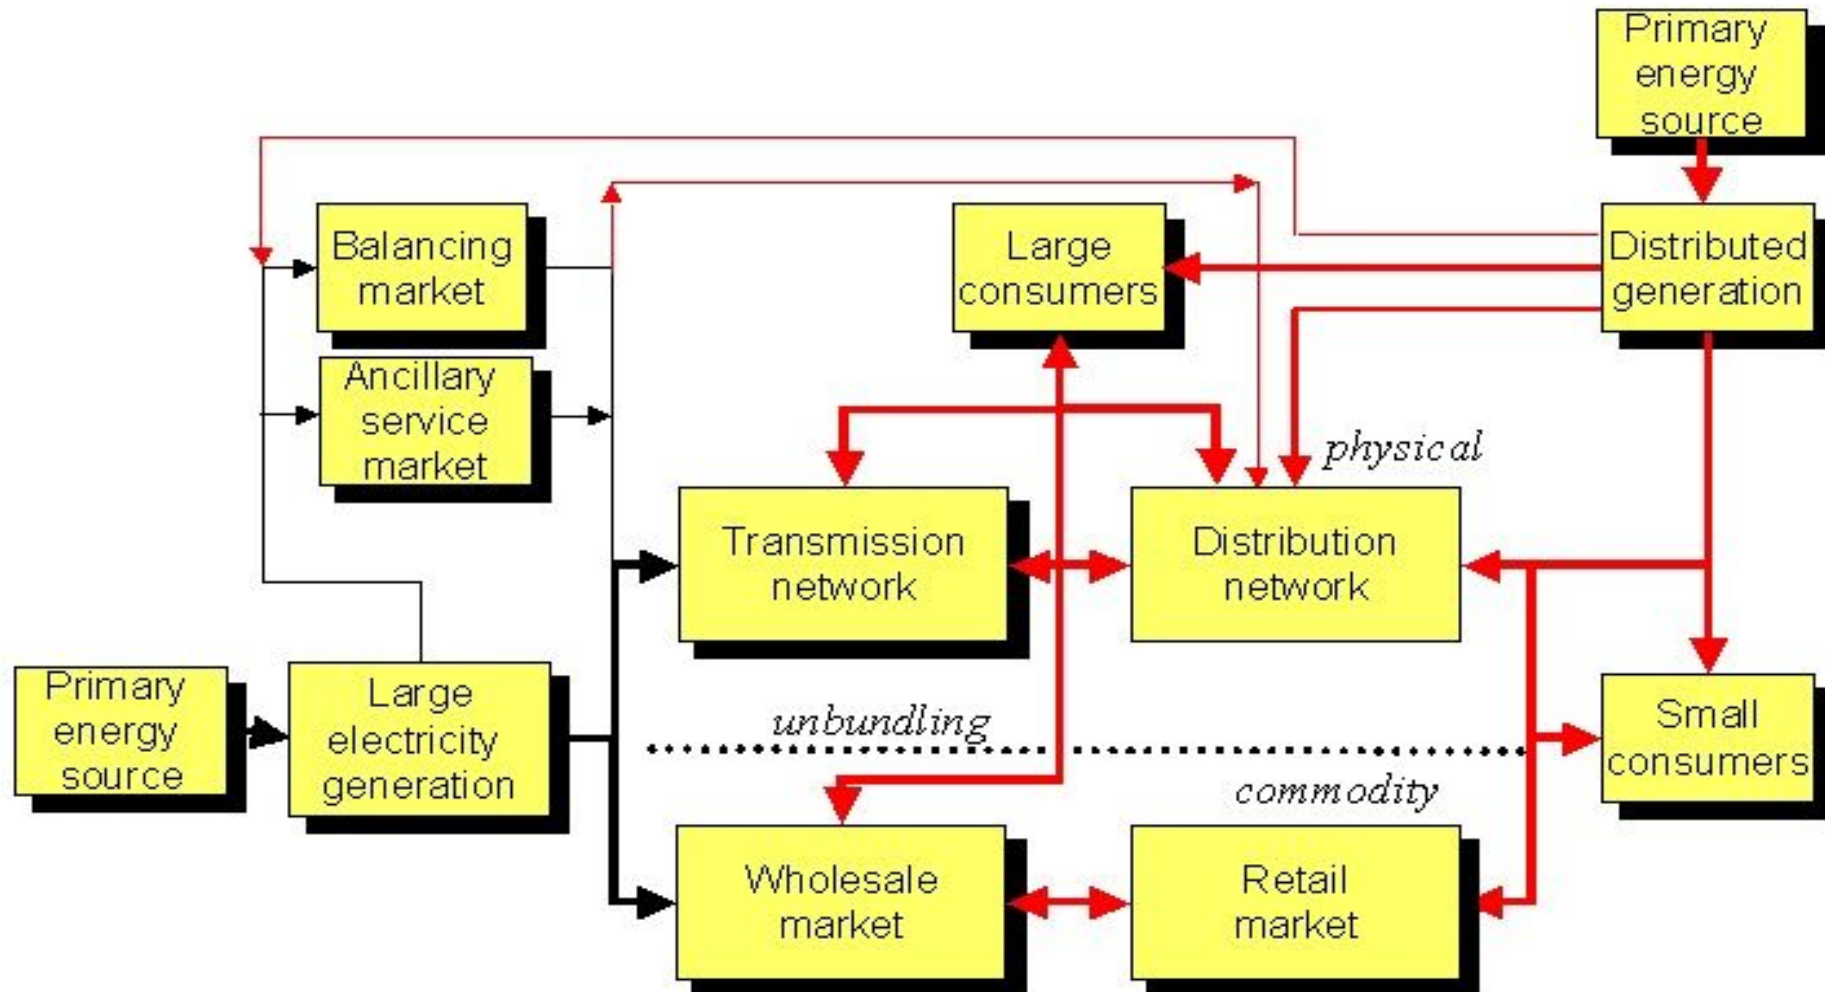 Primary
energy
source
Balancing
market
Large
consumers
Distributed
generation
Ancillary
service
market
physical
Transmission
network
Distribution
network
Primary
energy
source
Large
electricity
generation
unbundling
Small
consumers
commodity
Wholesale
market
Retail
market